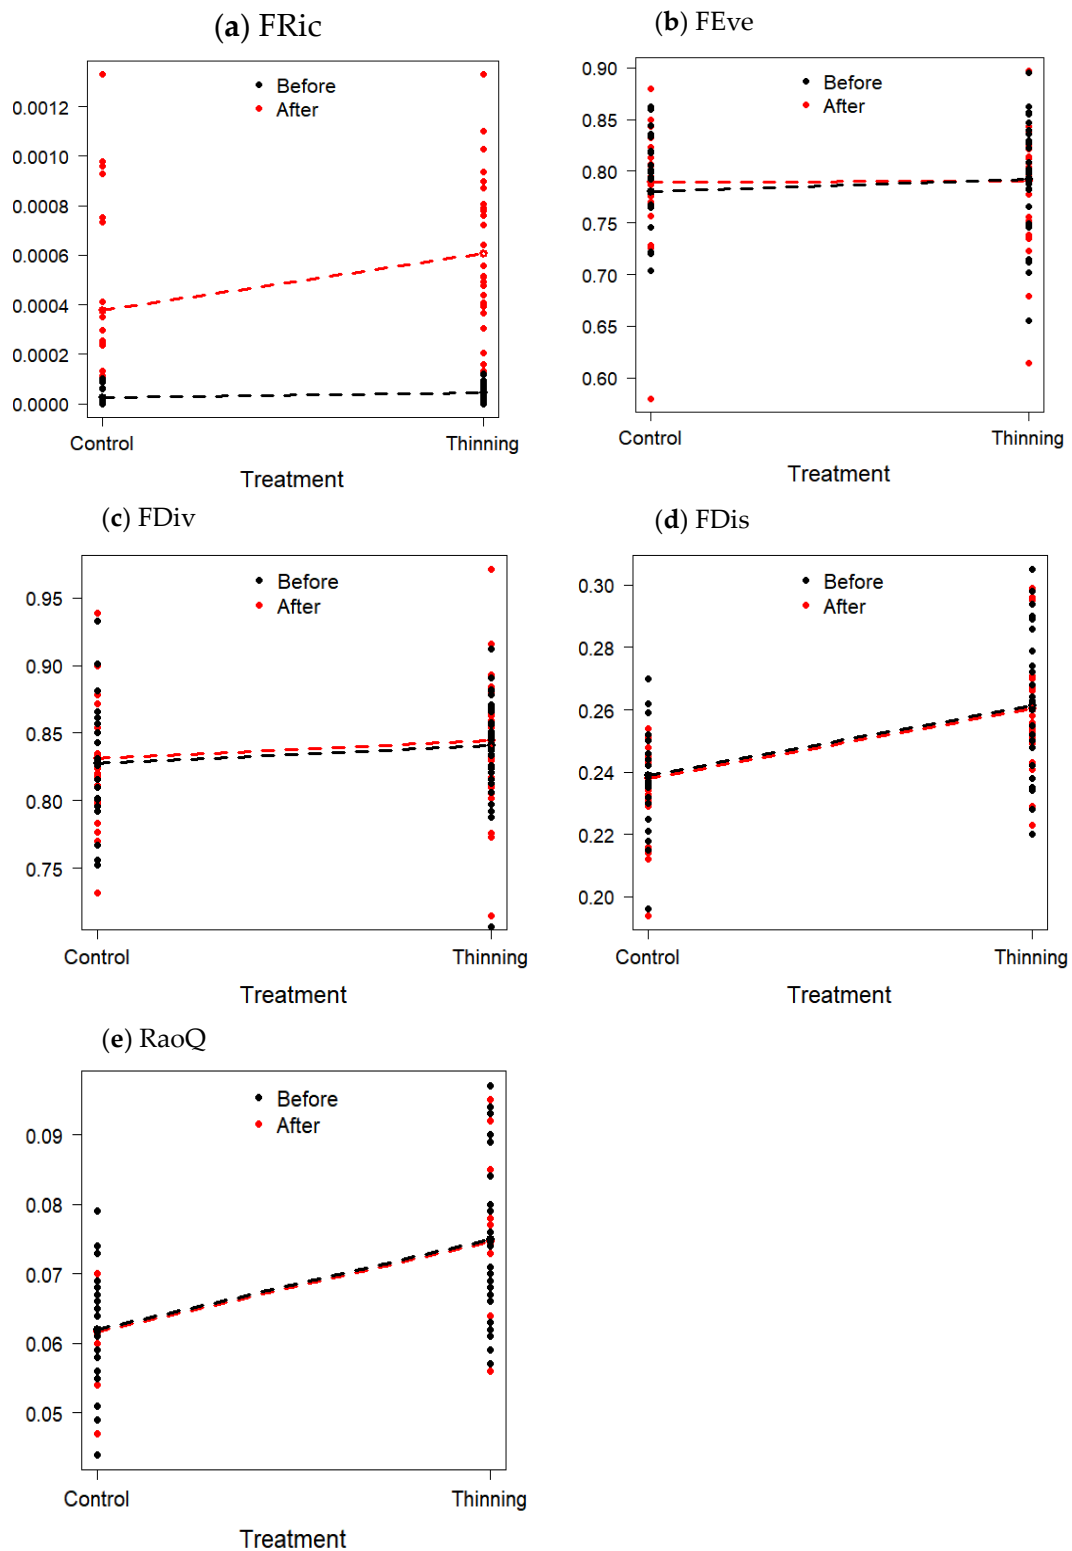 (a) FRic
Before
After
0.0012
0.0010
0.0008
0.0006
0.0004
0.0002
0.0000
Control Thinning
Treatment
(b) FEve
Before
After
0.90
0.85
0.80
0.75
0.70
0.65
0.60
Control Thinning
Treatment
(c) FDiv
Before
After
0.95
0.90
0.85
0.80
0.75
Control Thinning
Treatment
(d) FDis
Before
After
0.30
0.28
0.26
0.24
0.22
0.20
Control Thinning
Treatment
(e) RaoQ
Before
After
0.09
0.08
0.07
0.06
0.05
Control Thinning
Treatment